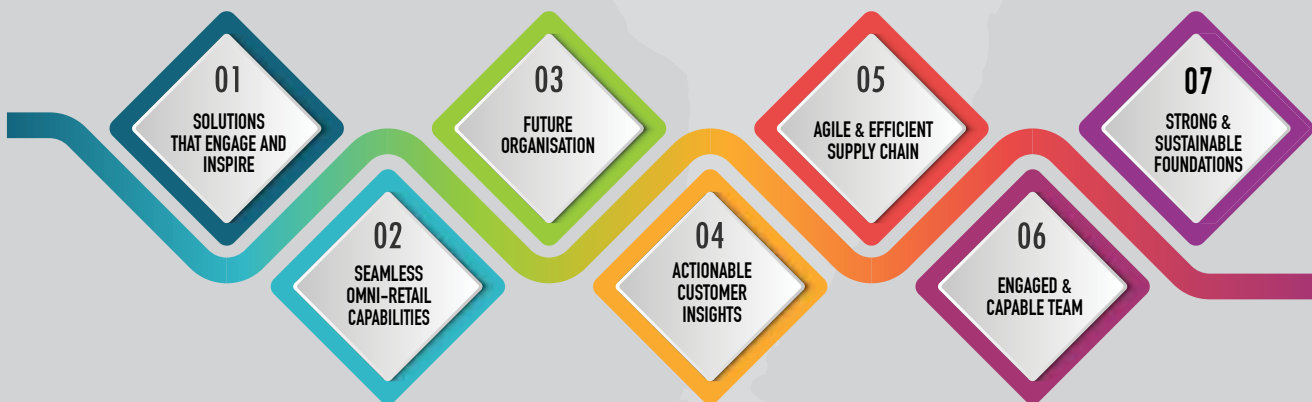 01
SOLUTIONS
THAT ENGAGE AND
INSPIRE
02
SEAMLESS
OMNI-RETAIL
CAPABILITIES
03
FUTURE
ORGANISATION
04
ACTIONABLE
CUSTOMER
INSIGHTS
05
AGILE & EFFICIENT
SUPPLY CHAIN
06
ENGAGED &
CAPABLE TEAM
07
STRONG &
SUSTAINABLE
FOUNDATIONS